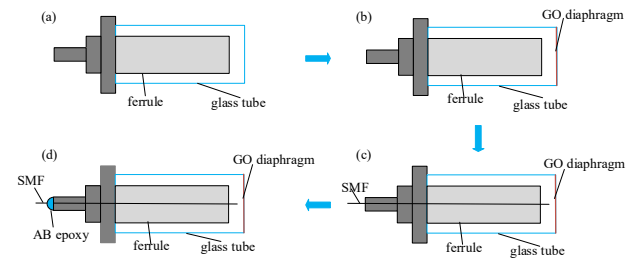 (a)
ferrule
glass tube
(b)
GO diaphragm
ferrule
glass tube
(d)
GO diaphragm
SMF
AB epoxy
ferrule
glass tube
(c)
GO diaphragm
SMF
ferrule
glass tube